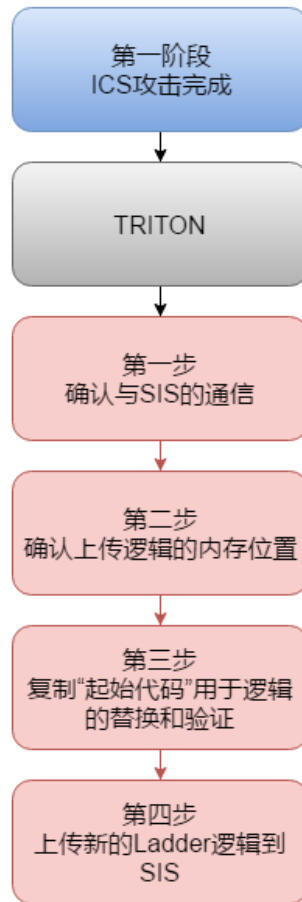 第一阶段
ICS攻击完成
TRITON
第一步
确认与SIS的通信
第二步
确认上传逻辑的内存位置
第三步
复制“起始代码”用于逻辑
的替换和验证
第四步
上传新的Ladder逻辑到
SIS